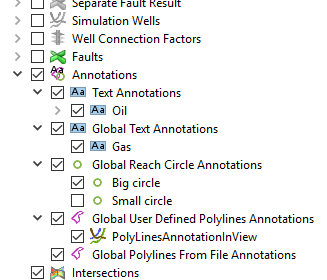 Separate Fault Result
Simulation Wells
Well Connection Factors
Faults
Annotations
Aa Text Annotations
Aa Oil
Aa Global Text Annotations
Aa Gas
Global Reach Circle Annotations
Big circle
Small circle
Global User Defined Polylines Annotations
PolyLinesAnnotationInView
Global Polylines From File Annotations
Intersections